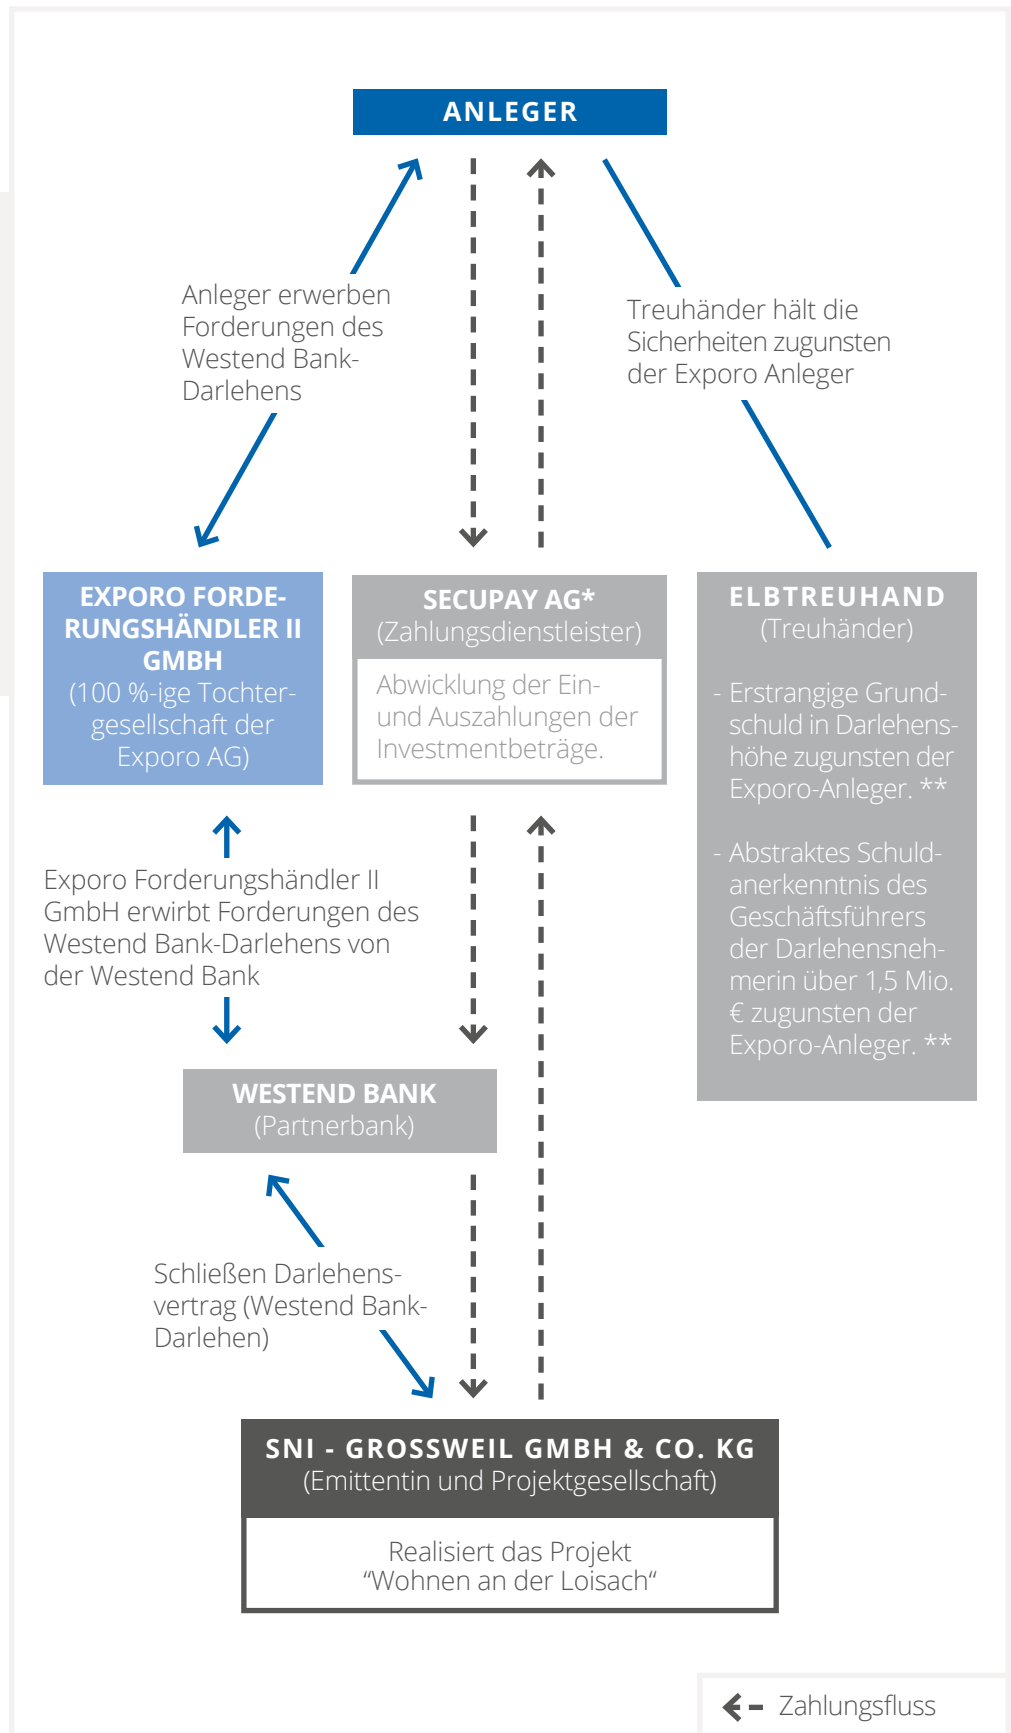 ANLEGER
Anleger erwerben
Forderungen des
Westend Bank-
Darlehens
Treuhänder hält die
Sicherheiten zugunsten
der Exporo Anleger
EXPORO FORDE-
RUNGSHÄNDLER II
GMBH
(100 %-ige Tochter-
gesellschaft der
Exporo AG)
SECUPAY AG*
(Zahlungsdienstleister)
Abwicklung der Ein-
und Auszahlungen der
Investmentbeträge.
ELBTREUHAND
(Treuhänder)
- Erstrangige Grund-
schuld in Darlehens-
höhe zugunsten der
Exporo-Anleger. **
- Abstraktes Schuld-
anerkenntnis des
Geschäftsführers
der Darlehensneh-
merin über 1,5 Mio.
€ zugunsten der
Exporo-Anleger. **
Exporo Forderungshändler II
GmbH erwirbt Forderungen des
Westend Bank-Darlehens von
der Westend Bank
WESTEND BANK
(Partnerbank)
Schließen Darlehens-
vertrag (Westend Bank-
Darlehen)
SNI - GROSSWEIL GMBH & CO. KG
(Emittentin und Projektgesellschaft)
Realisiert das Projekt
“Wohnen an der Loisach“
Zahlungsfluss